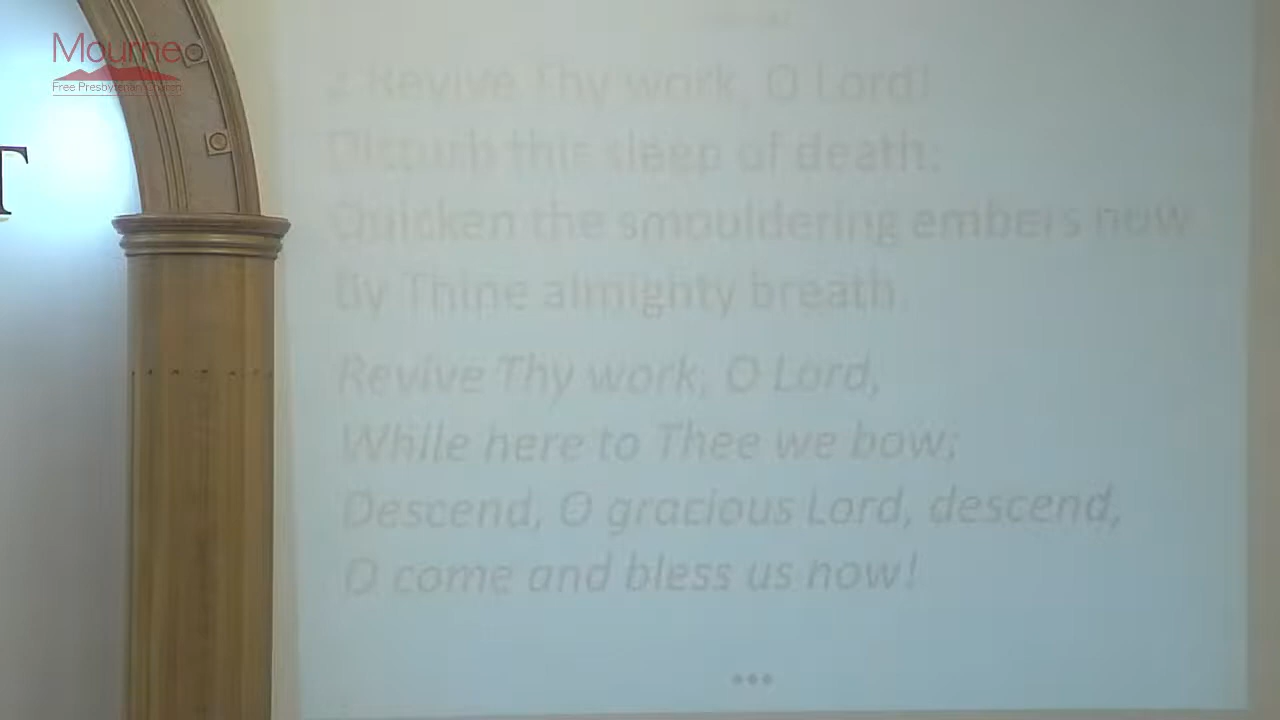 Mourne
Free Presbyterian Church
T
2 Revive Thy work, O Lord!
Disturb this sleep of death;
Quicken the smouldering embers now
By Thine almighty breath.
Revive Thy work, O Lord,
While here to Thee we bow;
Descend, O gracious Lord, descend,
O come and bless us now!
•••